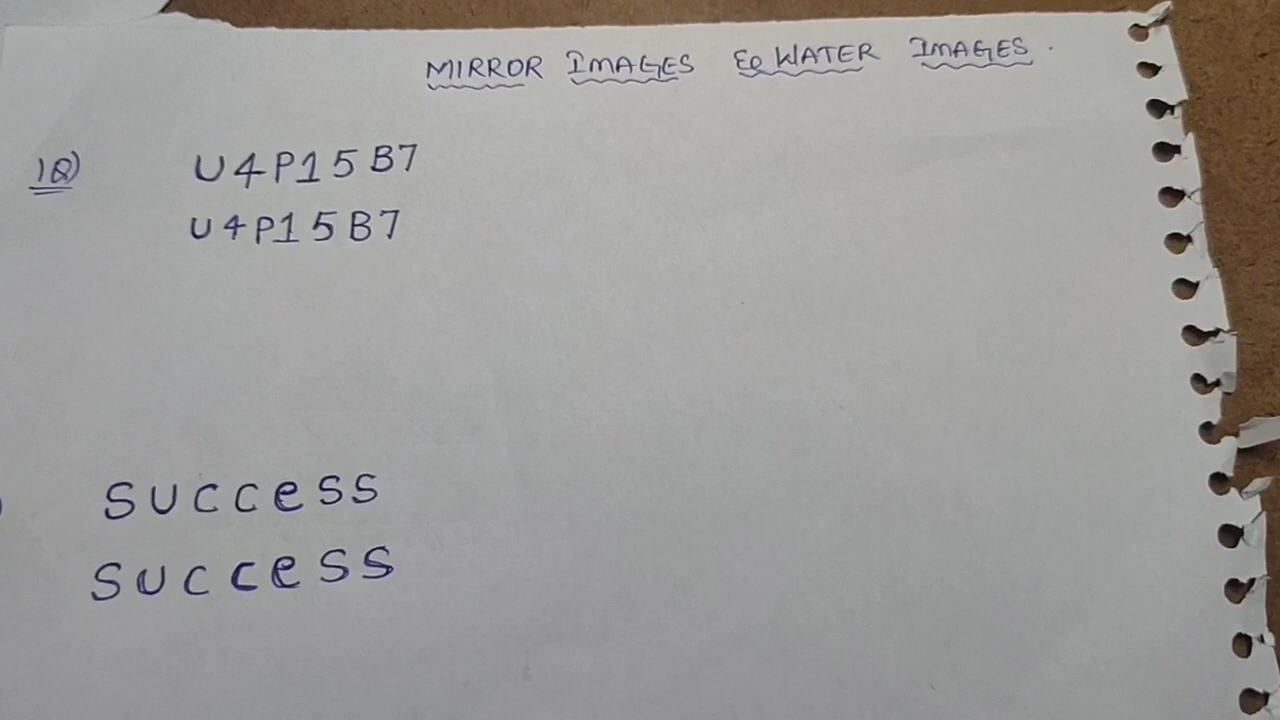 MIRROR IMAGES & WATER IMAGES.
1Q) U4P15B7
U4P15B7
success
success